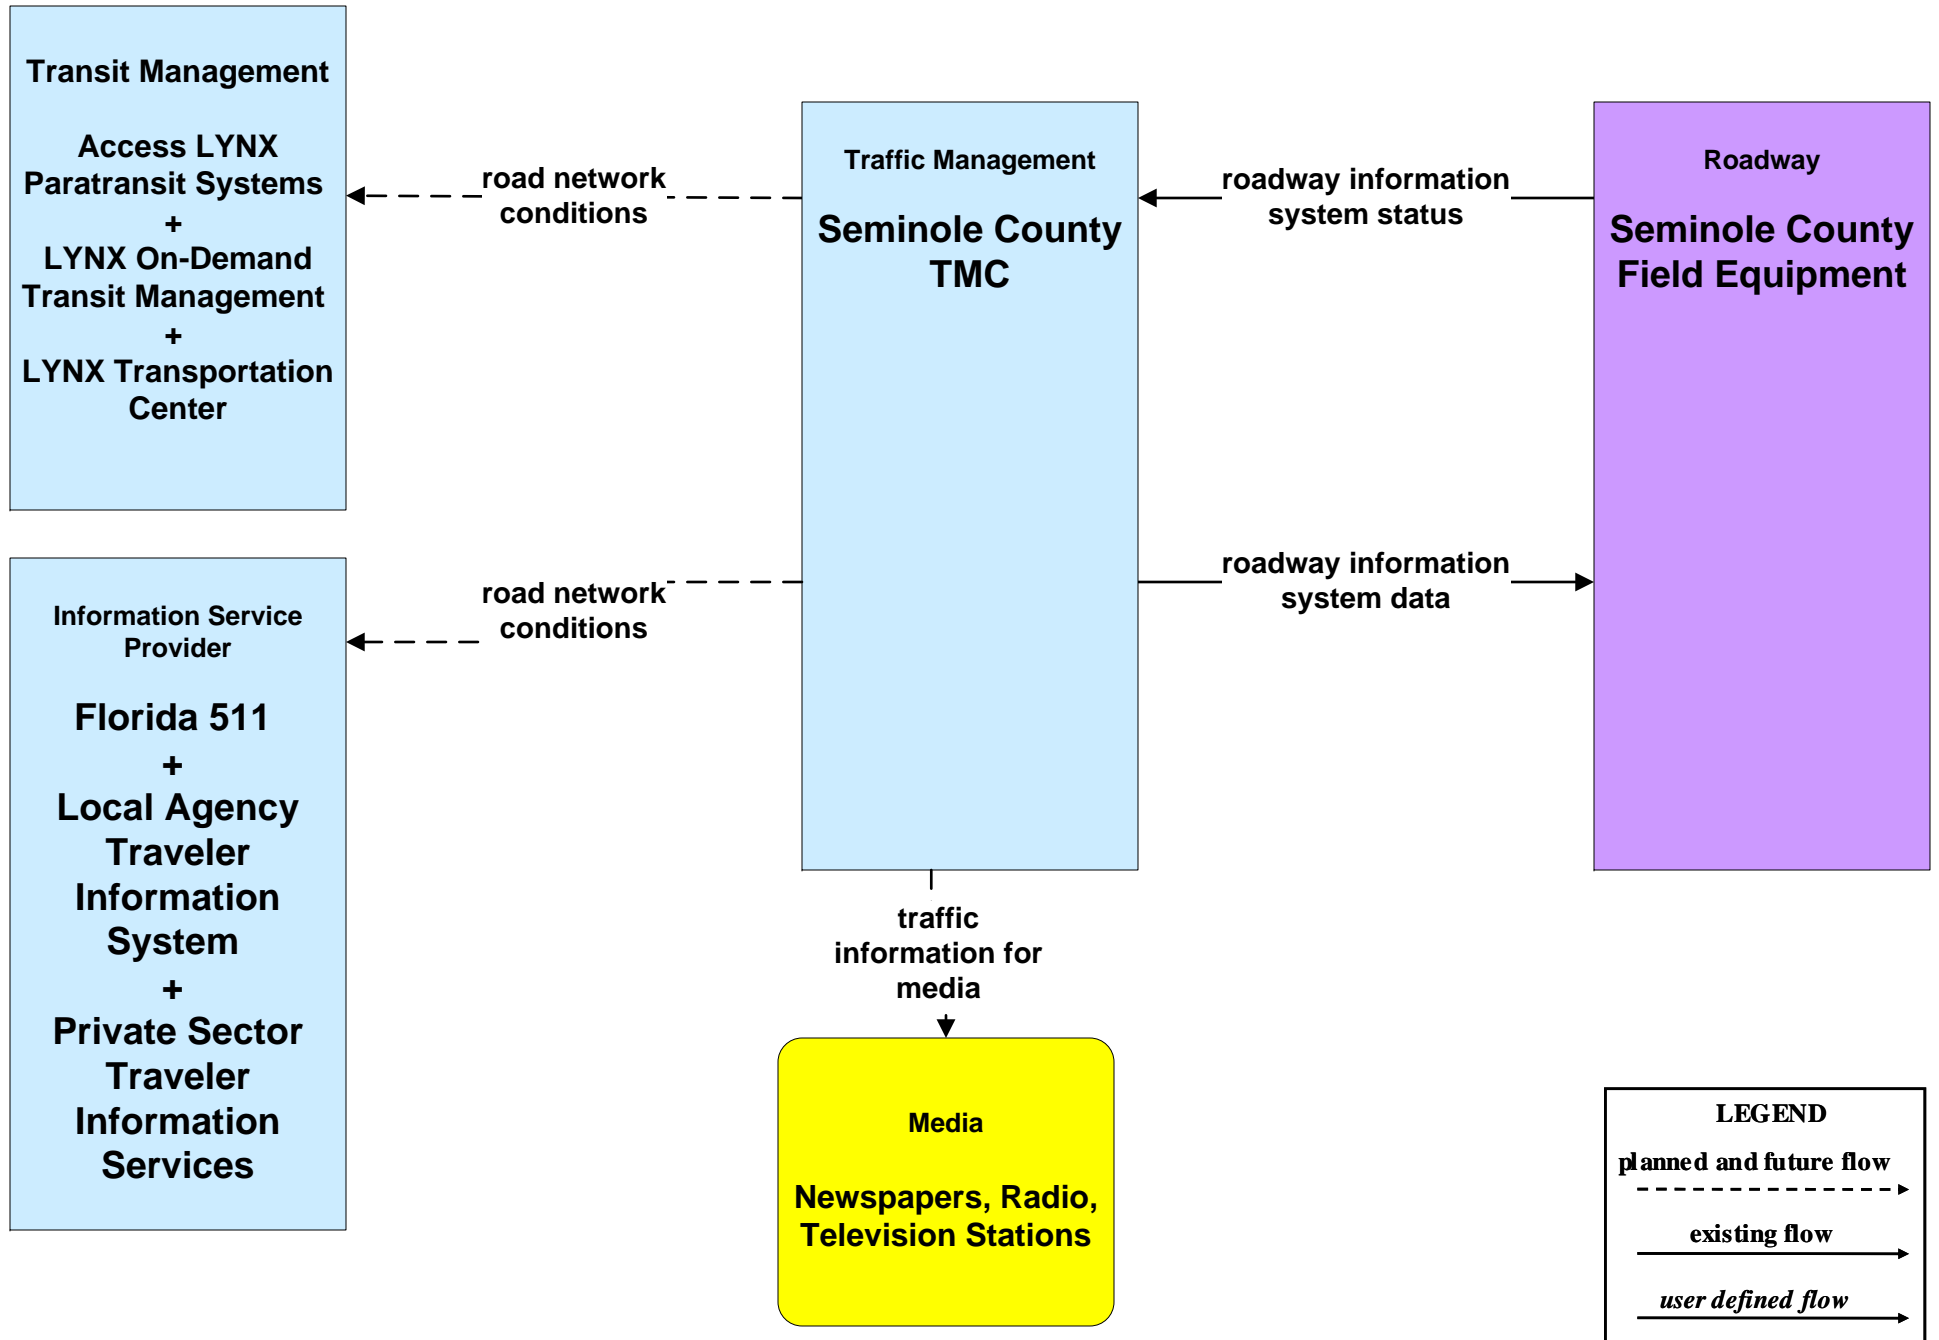 Transit Management
Access LYNX
Paratransit Systems
+
LYNX On-Demand
Transit Management
+
LYNX Transportation
Center
road network
conditions
Traffic Management
Seminole County
TMC
roadway information
system status
Roadway
Seminole County
Field Equipment
Information Service
Provider
Florida 511
+
Local Agency
Traveler
Information
System
+
Private Sector
Traveler
Information
Services
road network
conditions
roadway information
system data
traffic
information for
media
Media
Newspapers, Radio,
Television Stations
LEGEND
planned and future flow
existing flow
user defined flow